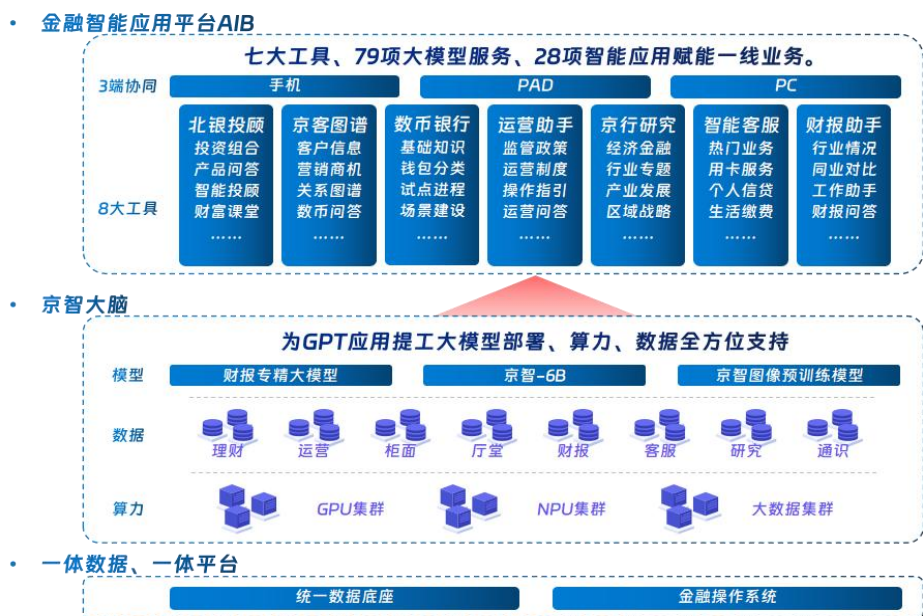 • 金融智能应用平台AIB
七大工具、79项大模型服务、28项智能应用赋能一线业务。
3端协同 手机 PAD PC
8大工具
北银投顾
投资组合
产品问答
智能投顾
财富课堂
……
京客图谱
客户信息
营销商机
关系图谱
数币问答
……
数币银行
基础知识
钱包分类
试点进程
场景建设
……
运营助手
监管政策
运营制度
操作指引
运营问答
……
京行研究
经济金融
行业专题
产业发展
区域战略
……
智能客服
热门业务
用卡服务
个人信贷
生活缴费
……
财报助手
行业情况
同业对比
工作助手
财报问答
……
• 京智大脑
为GPT应用提工大模型部署、算力、数据全方位支持
模型 财报专精大模型 京智-6B 京智图像预训练模型
数据 理财 运营 柜面 厅堂 财报 客服 研究 通识
算力 GPU集群 NPU集群 大数据集群
• 一体数据、一体平台
统一数据底座 金融操作系统